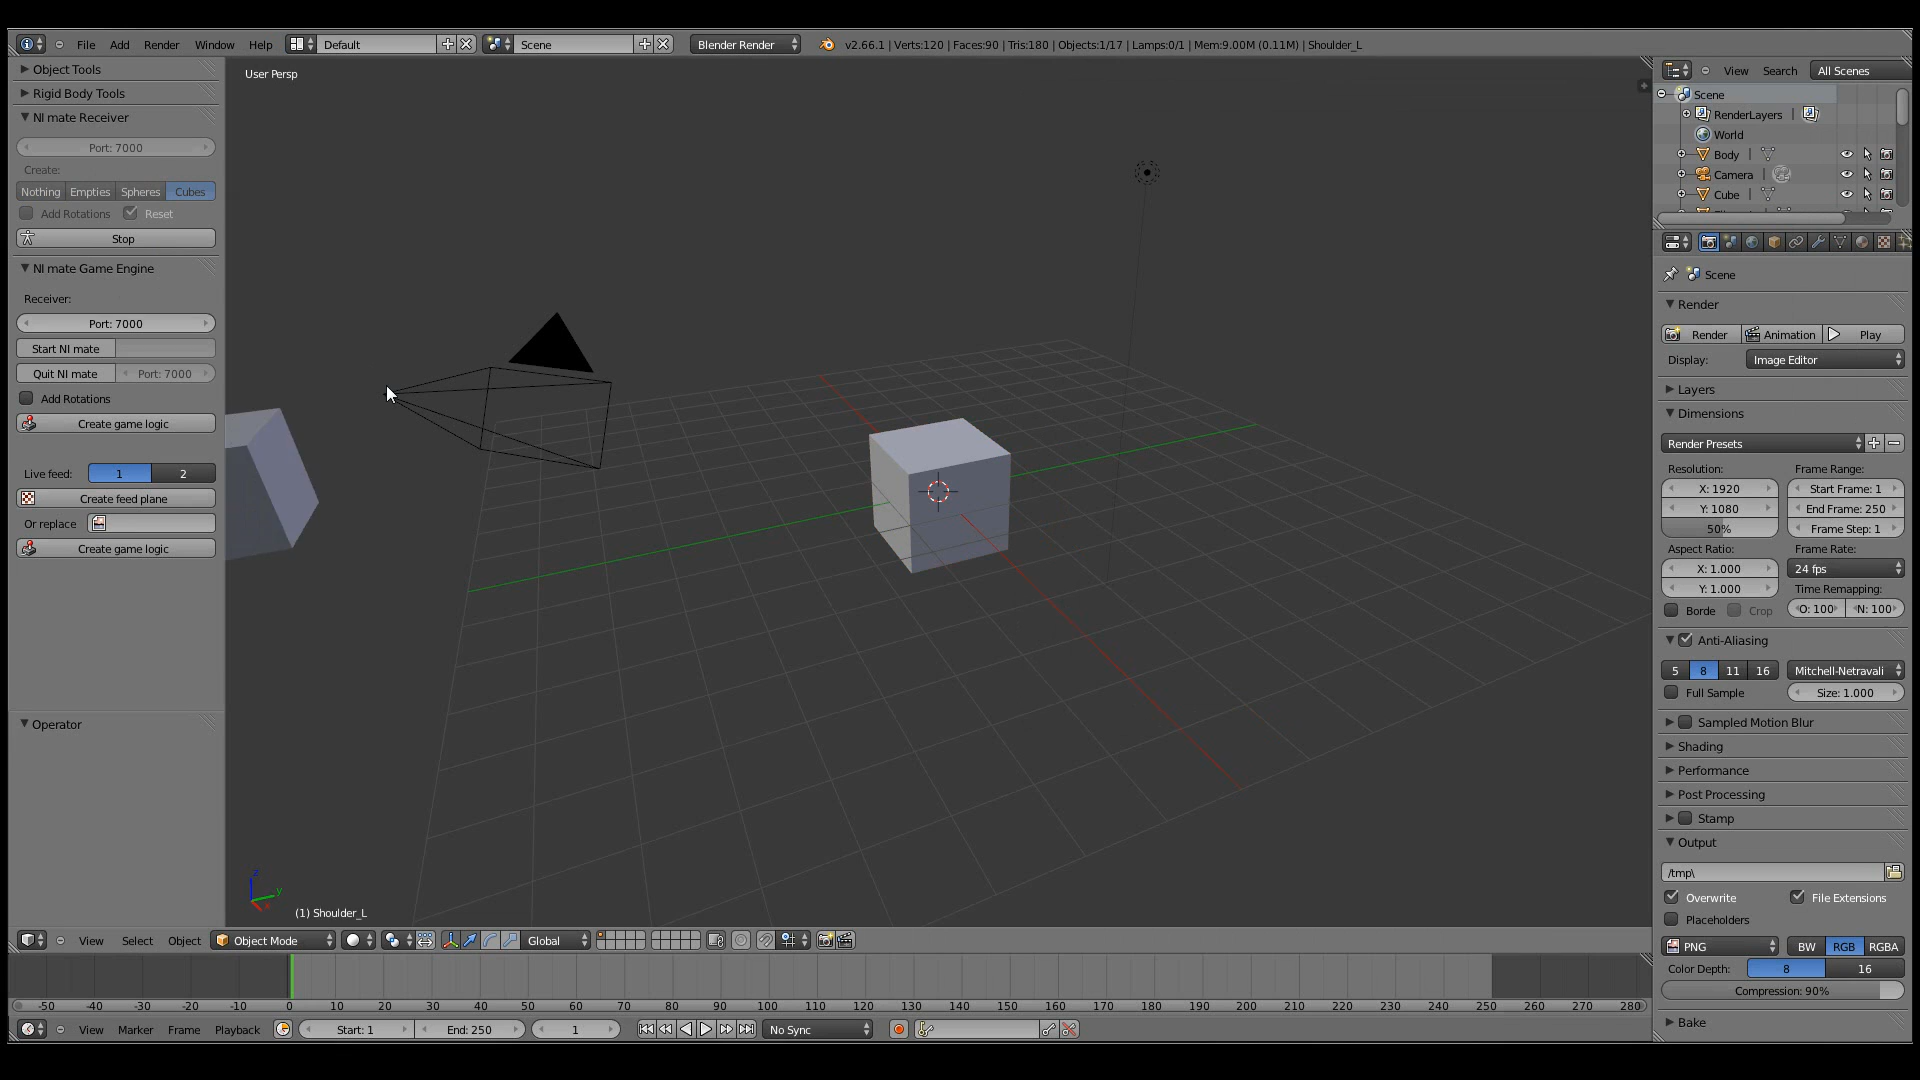 File Add Render Window Help Default Scene Blender Render v2.66.1 | Verts:120 | Faces:90 | Tris:180 | Objects:1/17 | Lamps:0/1 | Mem:9.00M (0.11M) | Shoulder_L
Object Tools
Rigid Body Tools
NI mate Receiver
Port: 7000
Create:
Nothing Empties Spheres Cubes
Add Rotations Reset
Stop
NI mate Game Engine
Receiver:
Port: 7000
Start NI mate
Quit NI mate Port: 7000
Add Rotations
Create game logic
Live feed: 1 2
Create feed plane
Or replace
Create game logic
Operator
User Persp
z
y
x
(1) Shoulder_L
View Select Object Object Mode Global
-50 -40 -30 -20 -10 0 10 20 30 40 50 60 70 80 90 100 110 120 130 140 150 160 170 180 190 200 210 220 230 240 250 260 270 280
View Marker Frame Playback Start: 1 End: 250 1 No Sync
View Search All Scenes
Scene
RenderLayers |
World
Body |
Camera |
Cube |
Scene
Render
Render Animation Play
Display: Image Editor
Layers
Dimensions
Render Presets
Resolution: Frame Range:
X: 1920 Start Frame: 1
Y: 1080 End Frame: 250
50% Frame Step: 1
Aspect Ratio: Frame Rate:
X: 1.000 24 fps
Y: 1.000 Time Remapping:
Borde Crop O: 100 N: 100
Anti-Aliasing
5 8 11 16 Mitchell-Netravali
Full Sample Size: 1.000
Sampled Motion Blur
Shading
Performance
Post Processing
Stamp
Output
/tmp\
Overwrite File Extensions
Placeholders
PNG BW RGB RGBA
Color Depth: 8 16
Compression: 90%
Bake